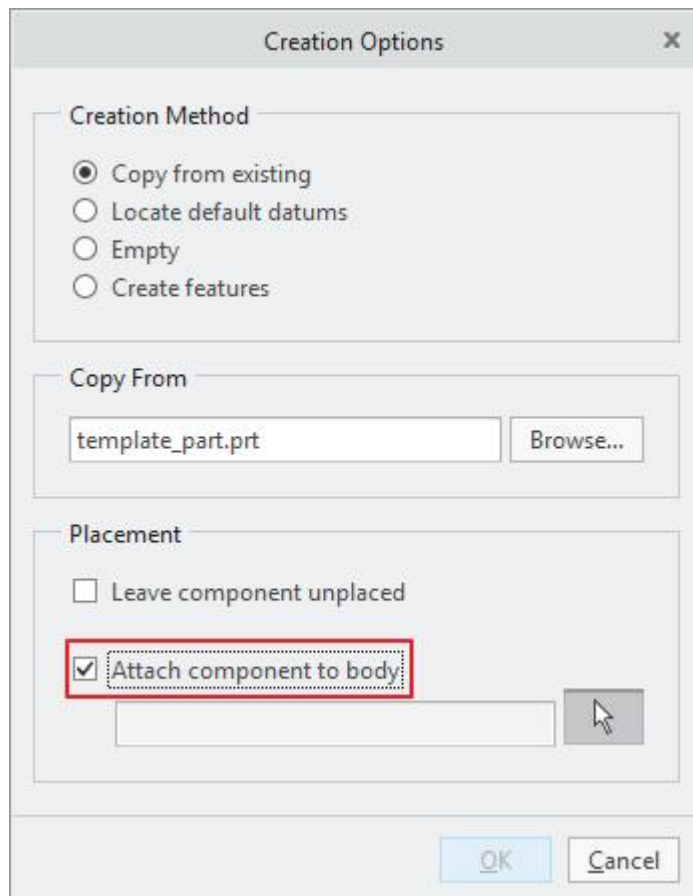 Creation Options
Creation Method
Copy from existing
Locate default datums
Empty
Create features
Copy From
template_part.prt
Browse...
Placement
Leave component unplaced
Attach component to body
OK
Cancel